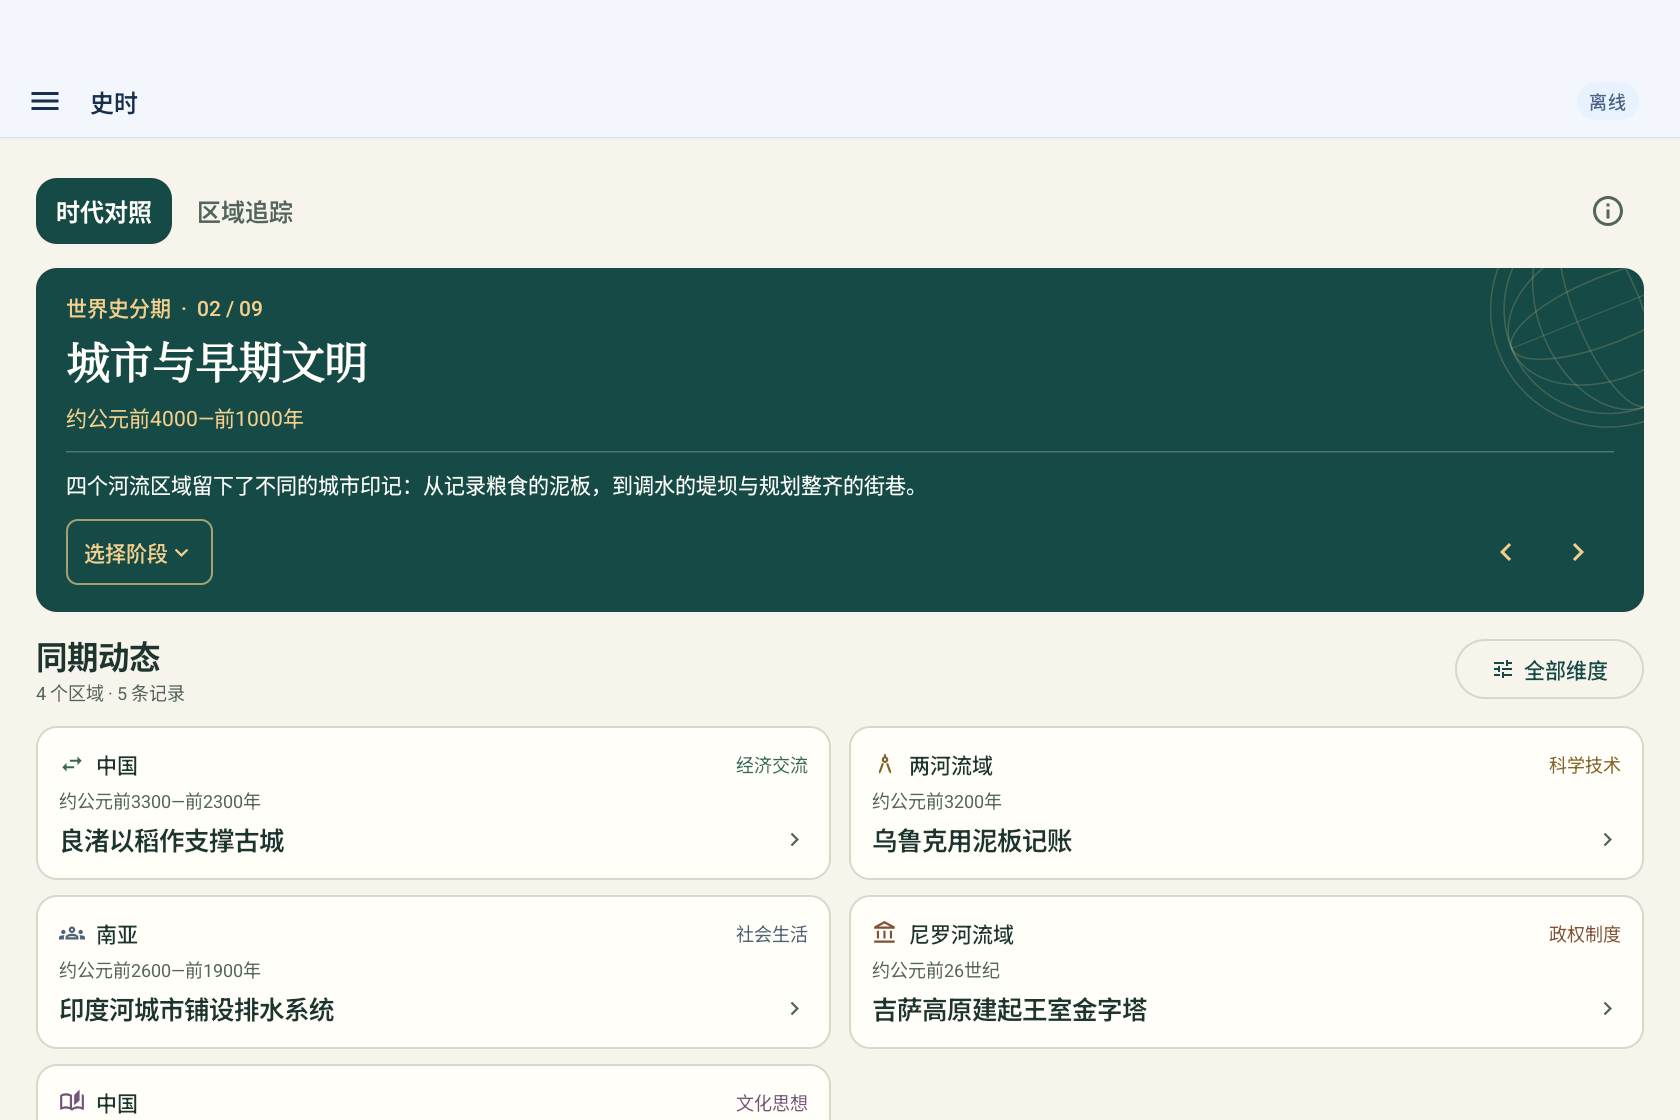 史时
离线
时代对照
区域追踪
世界史分期 · 02 / 09
城市与早期文明
约公元前4000—前1000年
四个河流区域留下了不同的城市印记：从记录粮食的泥板，到调水的堤坝与规划整齐的街巷。
选择阶段
同期动态
4 个区域 · 5 条记录
全部维度
中国
经济交流
约公元前3300—前2300年
良渚以稻作支撑古城
两河流域
科学技术
约公元前3200年
乌鲁克用泥板记账
南亚
社会生活
约公元前2600—前1900年
印度河城市铺设排水系统
尼罗河流域
政权制度
约公元前26世纪
吉萨高原建起王室金字塔
中国
文化思想